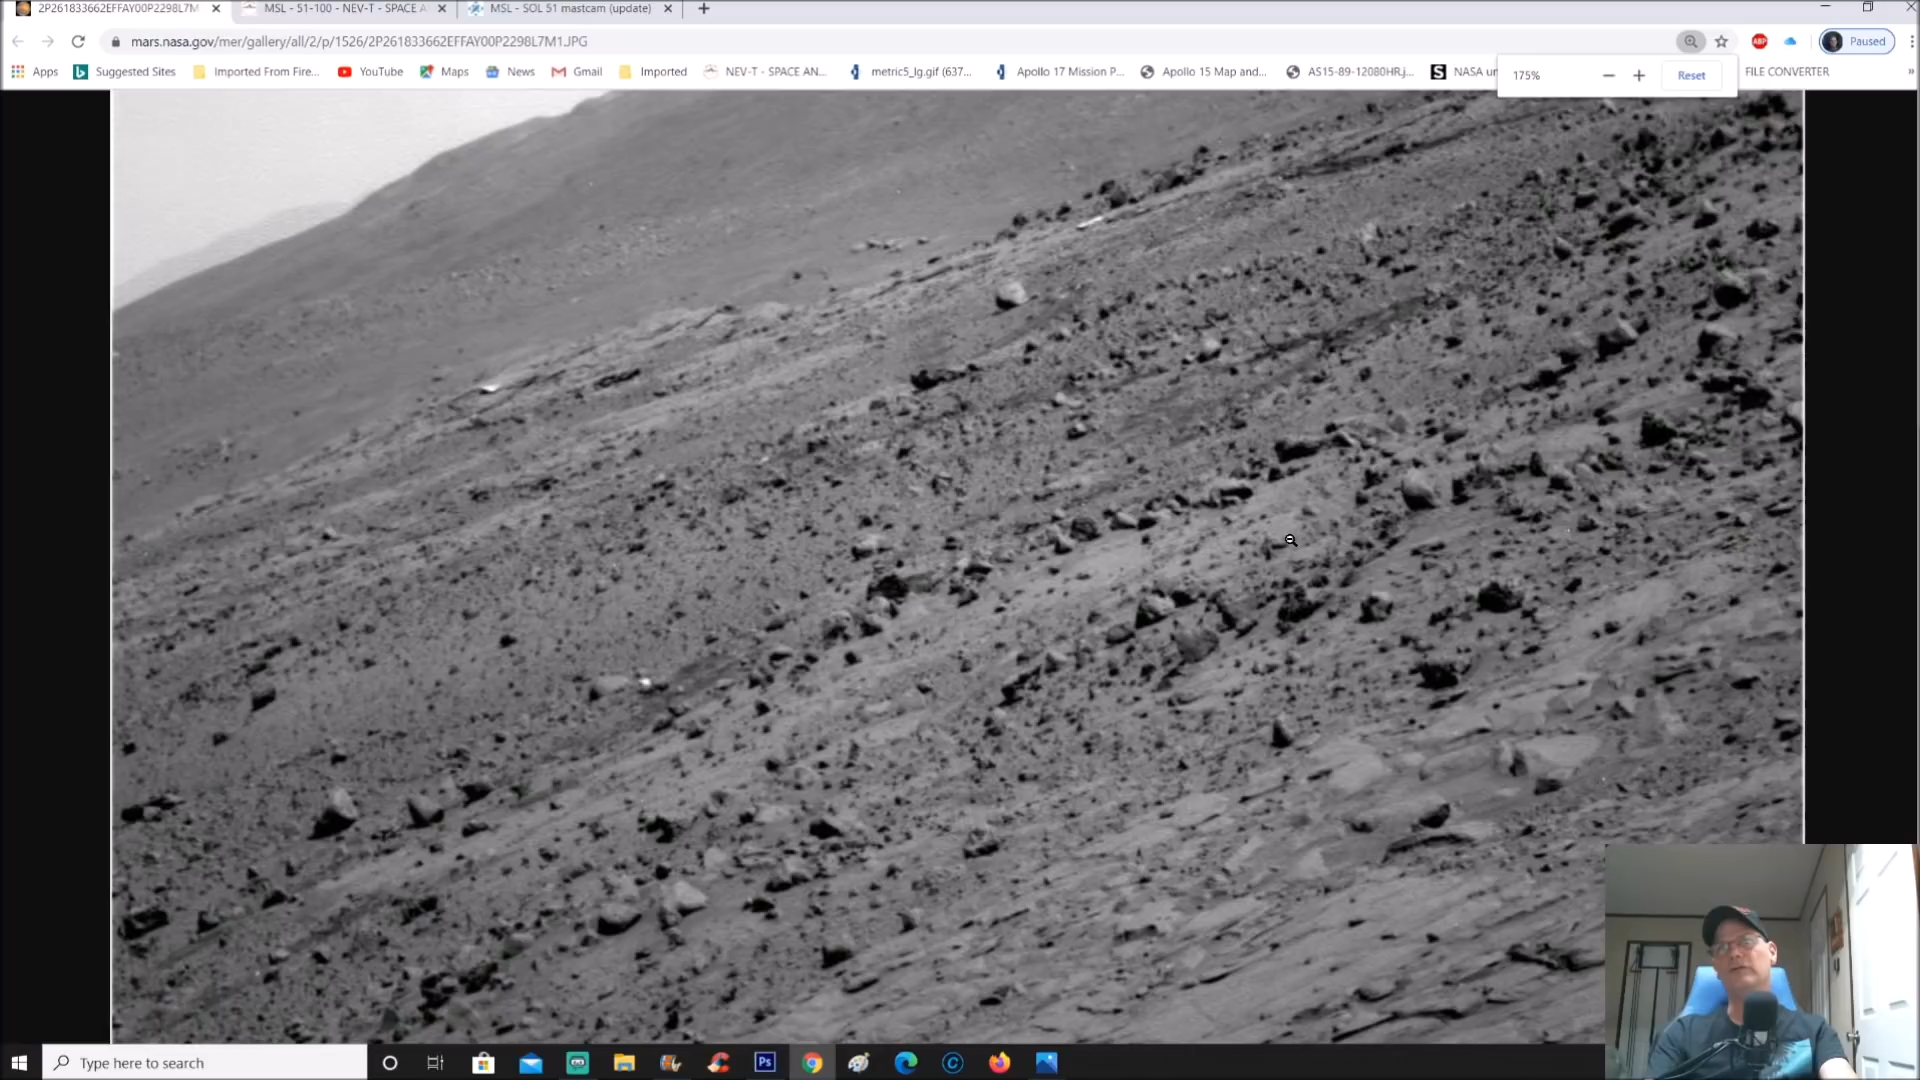 2P261833662EFFAY00P2298L7M
MSL - 51-100 - NEV-T - SPACE A
MSL - SOL 51 mastcam (update)
mars.nasa.gov/mer/gallery/all/2/p/1526/2P261833662EFFAY00P2298L7M1.JPG
Paused
Apps
Suggested Sites
Imported From Fire...
YouTube
Maps
News
Gmail
Imported
NEV-T - SPACE AN...
metric5_lg.gif (637...
Apollo 17 Mission P...
Apollo 15 Map and...
AS15-89-12080HR.j...
NASA un
FILE CONVERTER
»
175%
Reset
ABP
Type here to search
Ps